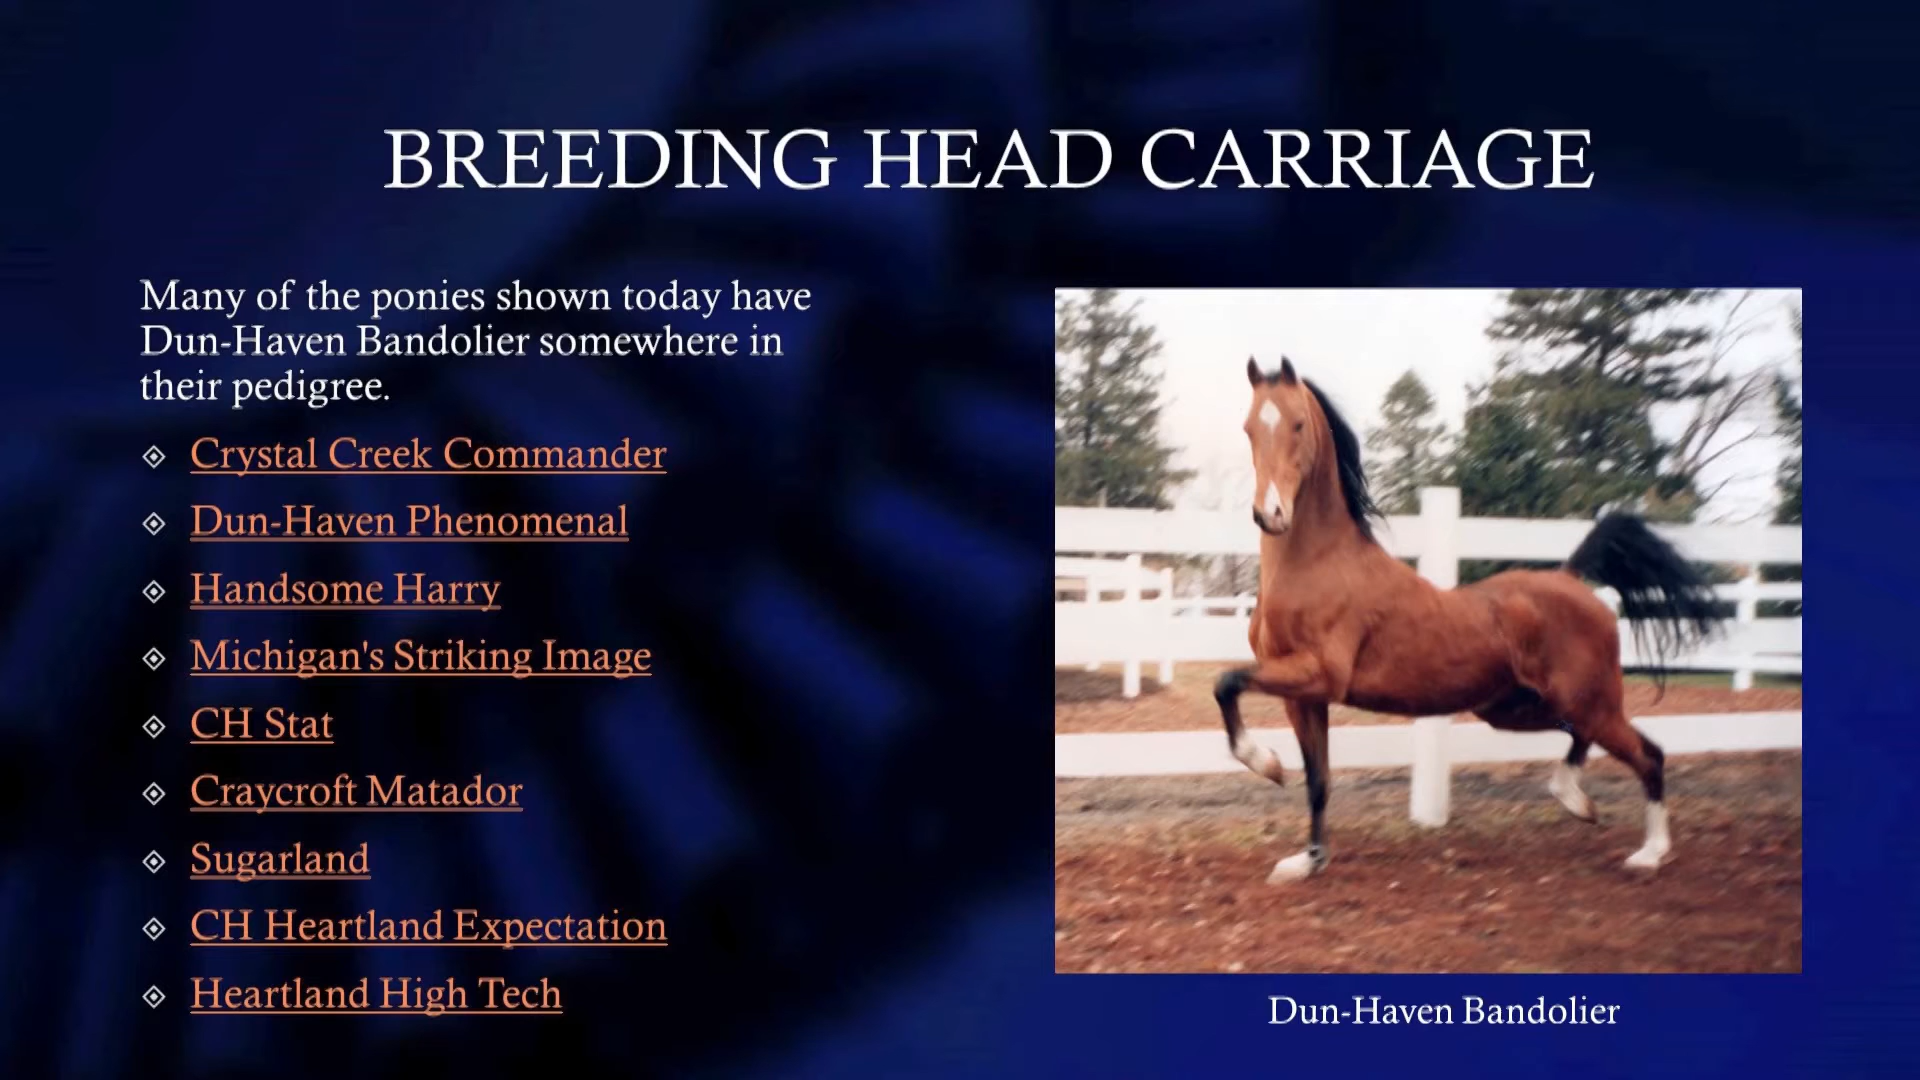 BREEDING HEAD CARRIAGE
Many of the ponies shown today have
Dun-Haven Bandolier somewhere in
their pedigree.
Crystal Creek Commander
Dun-Haven Phenomenal
Handsome Harry
Michigan's Striking Image
CH Stat
Craycroft Matador
Sugarland
CH Heartland Expectation
Heartland High Tech
Dun-Haven Bandolier